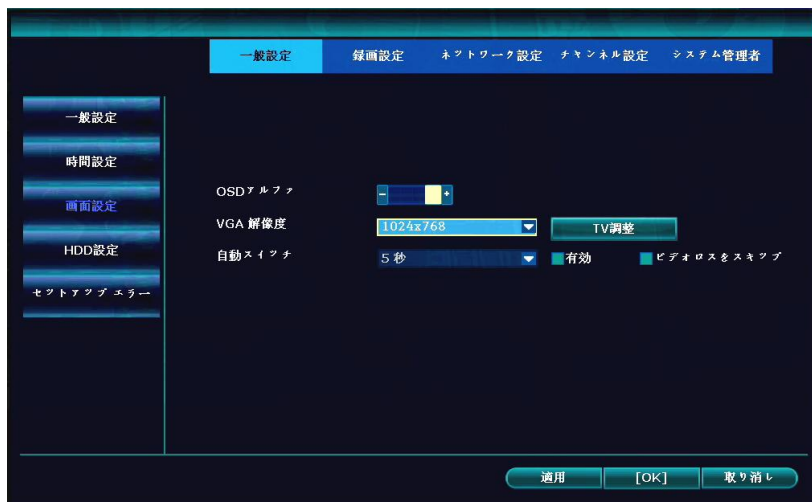 一般設定 録画設定 ネットワーク設定 チャンネル設定 システム管理者
一般設定
時間設定
画面設定
HDD設定
セットアップ エラー
OSDアルファ - +
VGA 解像度 1024x768 TV調整
自動スイッチ 5 秒 有効 ビデオロスをスキップ
適用 [OK] 取り消し